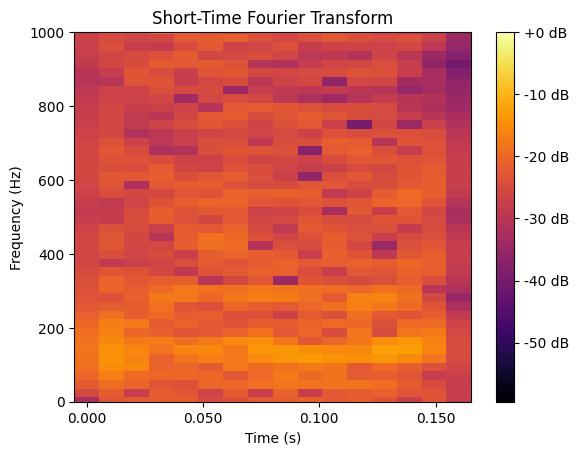 Short-Time Fourier Transform
1000
800
600
400
200
0
Frequency (Hz)
0.000
0.050
0.100
0.150
Time (s)
+0 dB
-10 dB
-20 dB
-30 dB
-40 dB
-50 dB